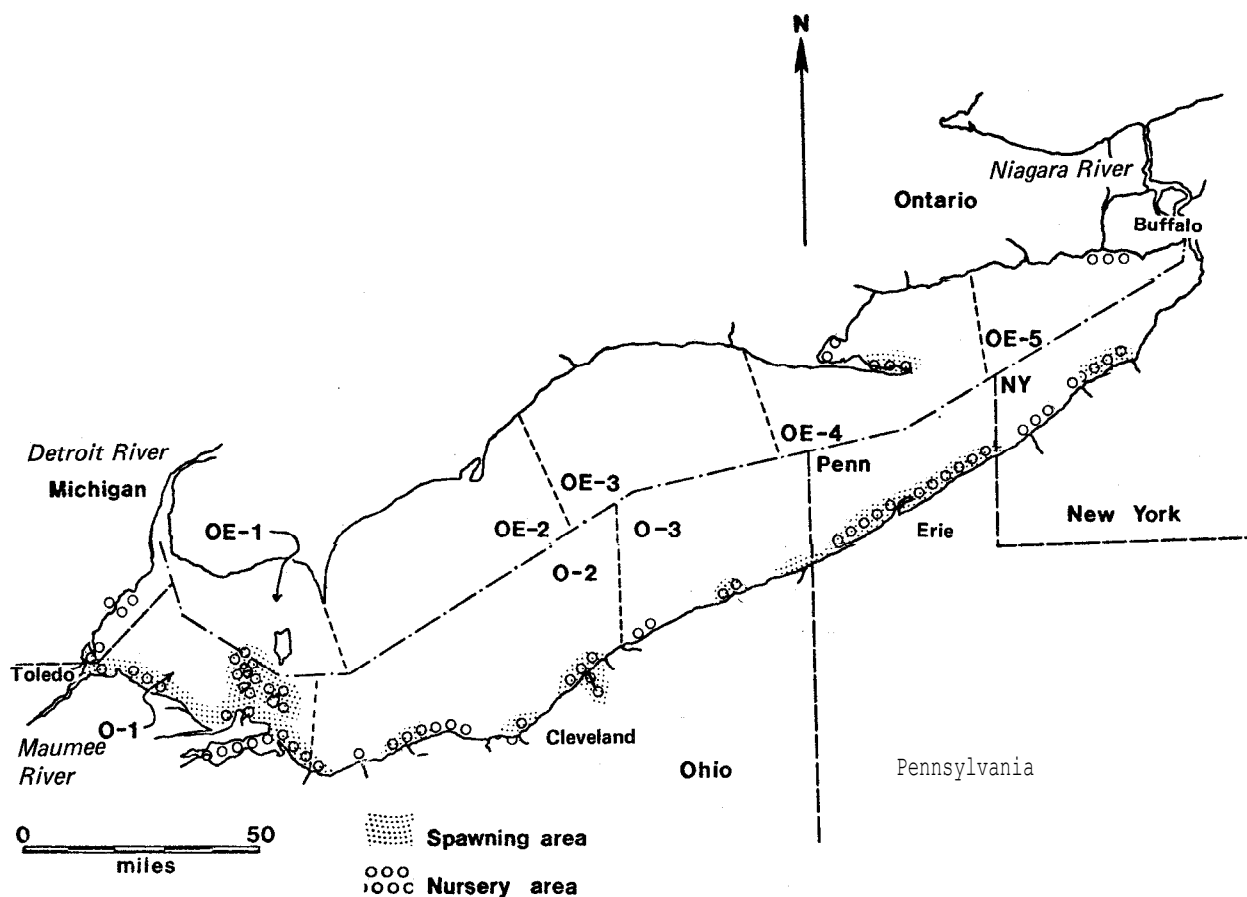 N
Niagara River
Ontario
Buffalo
OE-5
NY
OE-4
Penn
Detroit River
Michigan
OE-3
OE-1
OE-2
O-3
New York
Erie
O-2
Toledo
O-1
Cleveland
Maumee
River
Ohio
Pennsylvania
0 50
miles
Spawning area
Nursery area